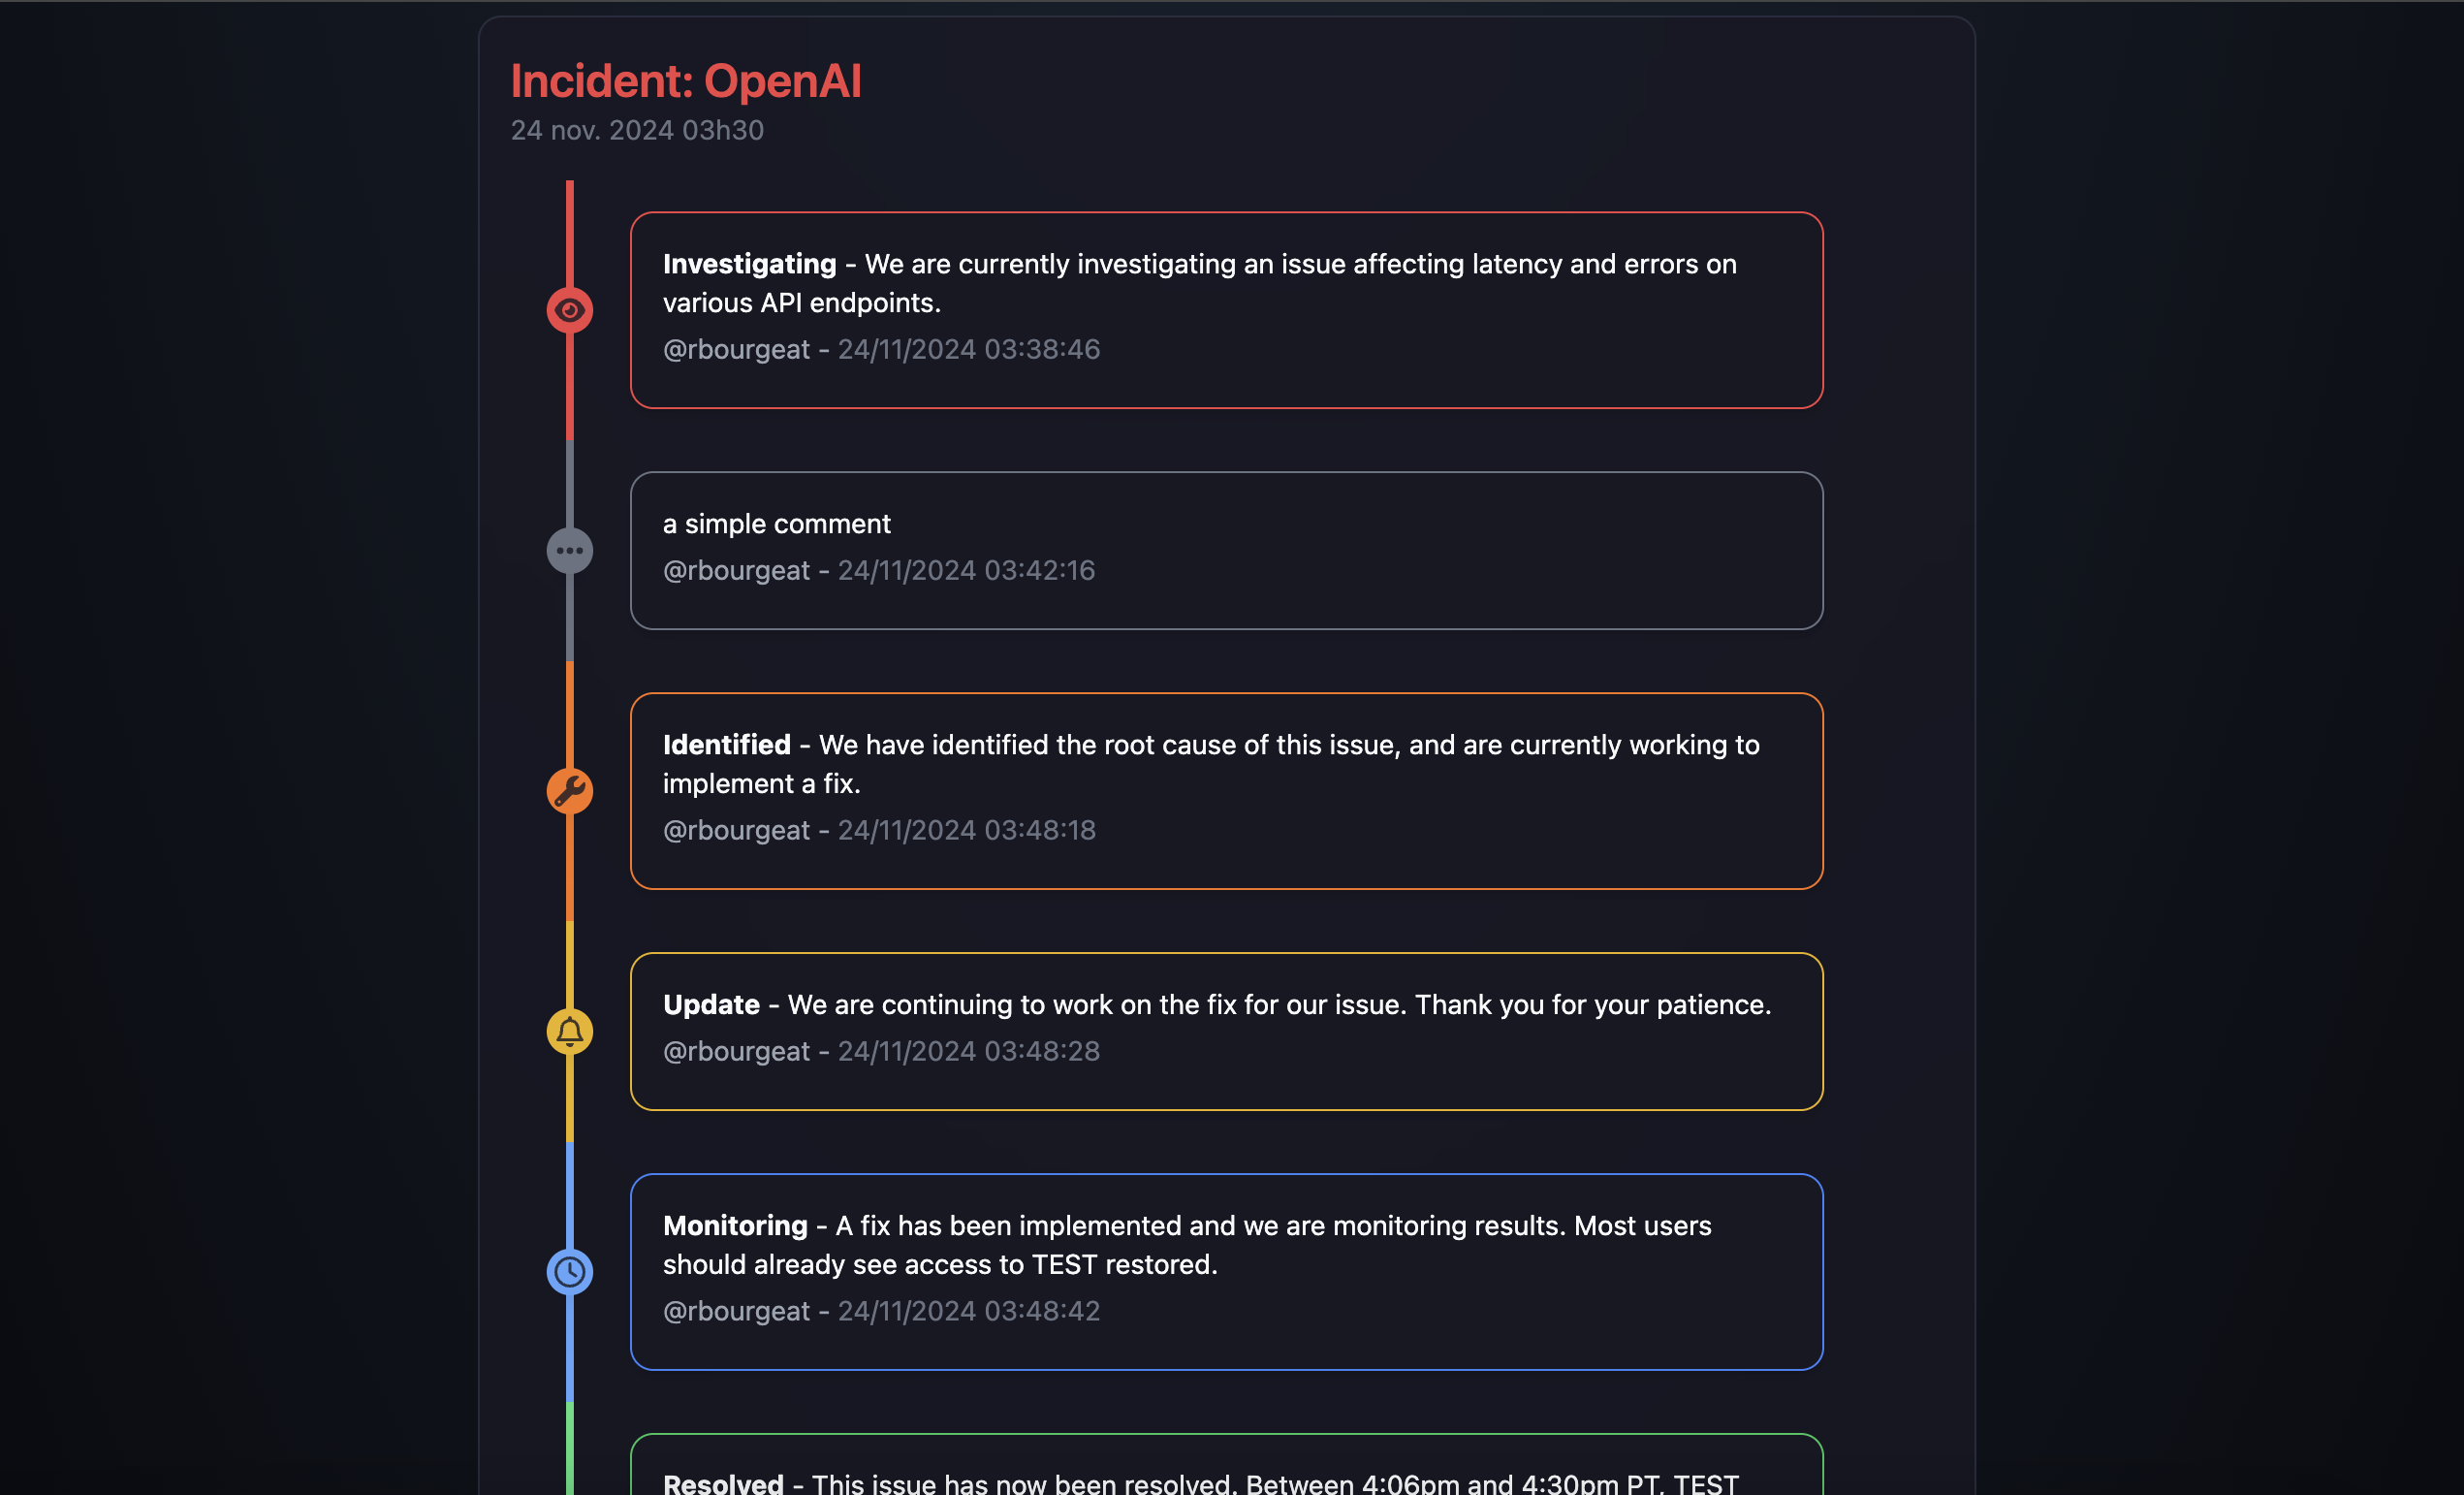 Incident: OpenAI
24 nov. 2024 03h30
Investigating - We are currently investigating an issue affecting latency and errors on
various API endpoints.
@rbourgeat - 24/11/2024 03:38:46
a simple comment
@rbourgeat - 24/11/2024 03:42:16
Identified - We have identified the root cause of this issue, and are currently working to
implement a fix.
@rbourgeat - 24/11/2024 03:48:18
Update - We are continuing to work on the fix for our issue. Thank you for your patience.
@rbourgeat - 24/11/2024 03:48:28
Monitoring - A fix has been implemented and we are monitoring results. Most users
should already see access to TEST restored.
@rbourgeat - 24/11/2024 03:48:42
Resolved - This issue has now been resolved. Between 4:06pm and 4:30pm PT, TEST